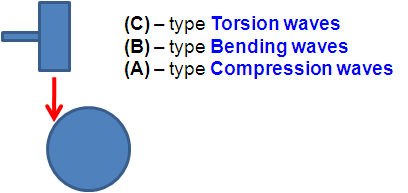 (C) – type Torsion waves
(B) – type Bending waves
(A) – type Compression waves